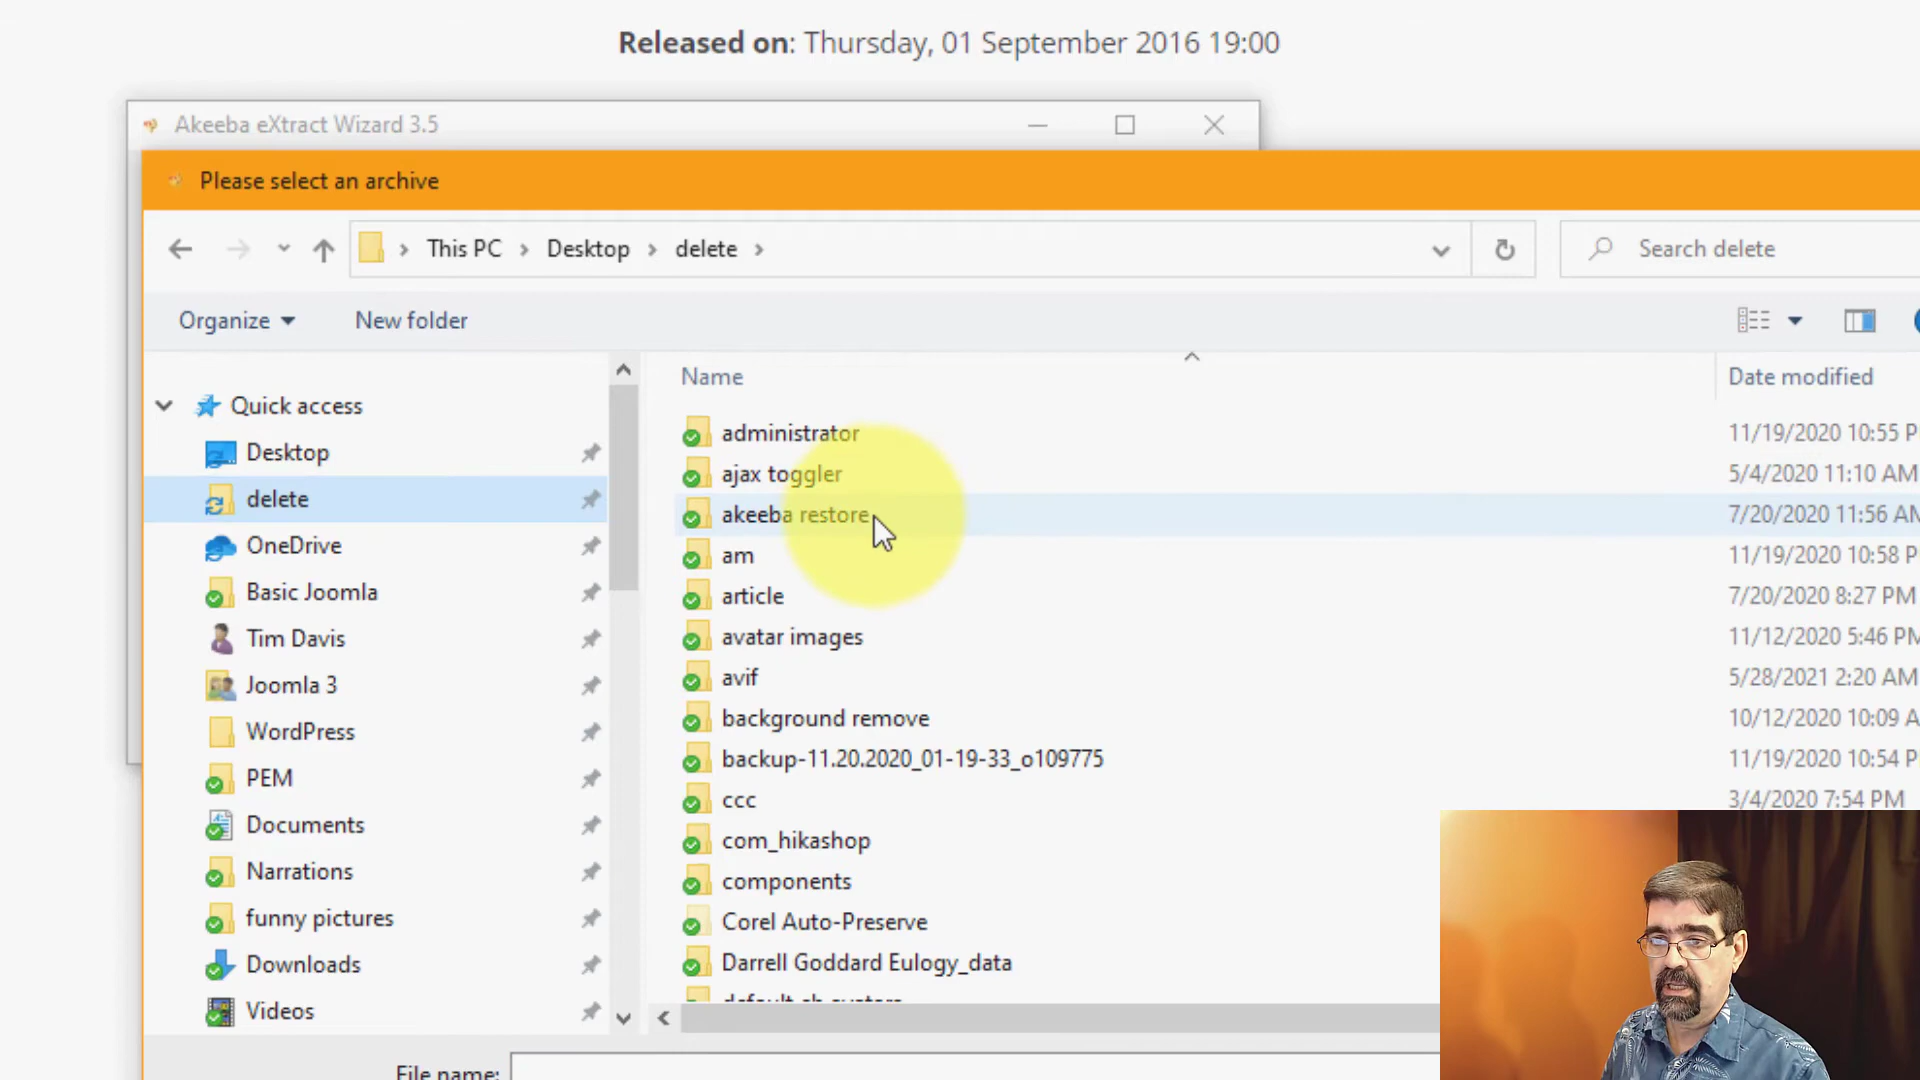 Released on: Thursday, 01 September 2016 19:00
Akeeba eXtract Wizard 3.5
Please select an archive
This PC > Desktop > delete >
Search delete
Organize
New folder
Name
Date modified
Quick access
Desktop
delete
OneDrive
Basic Joomla
Tim Davis
Joomla 3
WordPress
PEM
Documents
Narrations
funny pictures
Downloads
Videos
administrator 11/19/2020 10:55 P
ajax toggler 5/4/2020 11:10 AM
akeeba restore 7/20/2020 11:56 AM
am 11/19/2020 10:58 P
article 7/20/2020 8:27 PM
avatar images 11/12/2020 5:46 PM
avif 5/28/2021 2:20 AM
background remove 10/12/2020 10:09 A
backup-11.20.2020_01-19-33_o109775 11/19/2020 10:54 P
ccc 3/4/2020 7:54 PM
com_hikashop
components
Corel Auto-Preserve
Darrell Goddard Eulogy_data
File name: